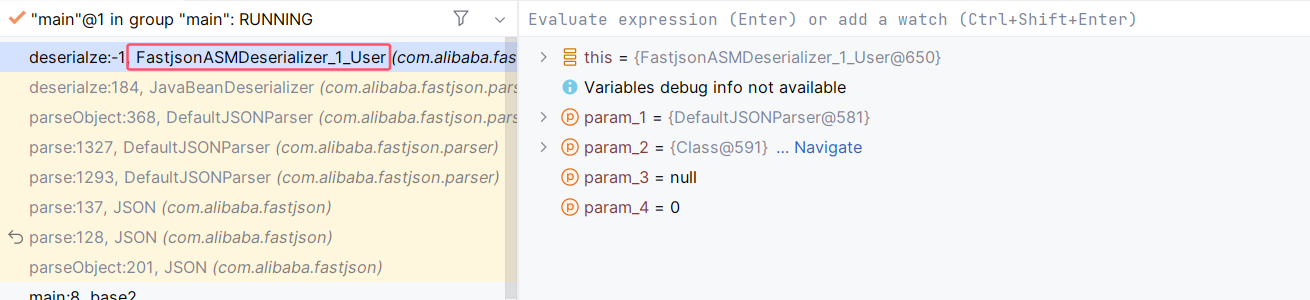 "main"@1 in group "main": RUNNING
deserialze:-1, FastjsonASMDeserializer_1_User (com.alibaba.fas
deserialze:184, JavaBeanDeserializer (com.alibaba.fastjson.pars
parseObject:368, DefaultJSONParser (com.alibaba.fastjson.pars
parse:1327, DefaultJSONParser (com.alibaba.fastjson.parser)
parse:1293, DefaultJSONParser (com.alibaba.fastjson.parser)
parse:137, JSON (com.alibaba.fastjson)
parse:128, JSON (com.alibaba.fastjson)
parseObject:201, JSON (com.alibaba.fastjson)
main:8, base2
Evaluate expression (Enter) or add a watch (Ctrl+Shift+Enter)
this = {FastjsonASMDeserializer_1_User@650}
Variables debug info not available
param_1 = {DefaultJSONParser@581}
param_2 = {Class@591} ... Navigate
param_3 = null
param_4 = 0